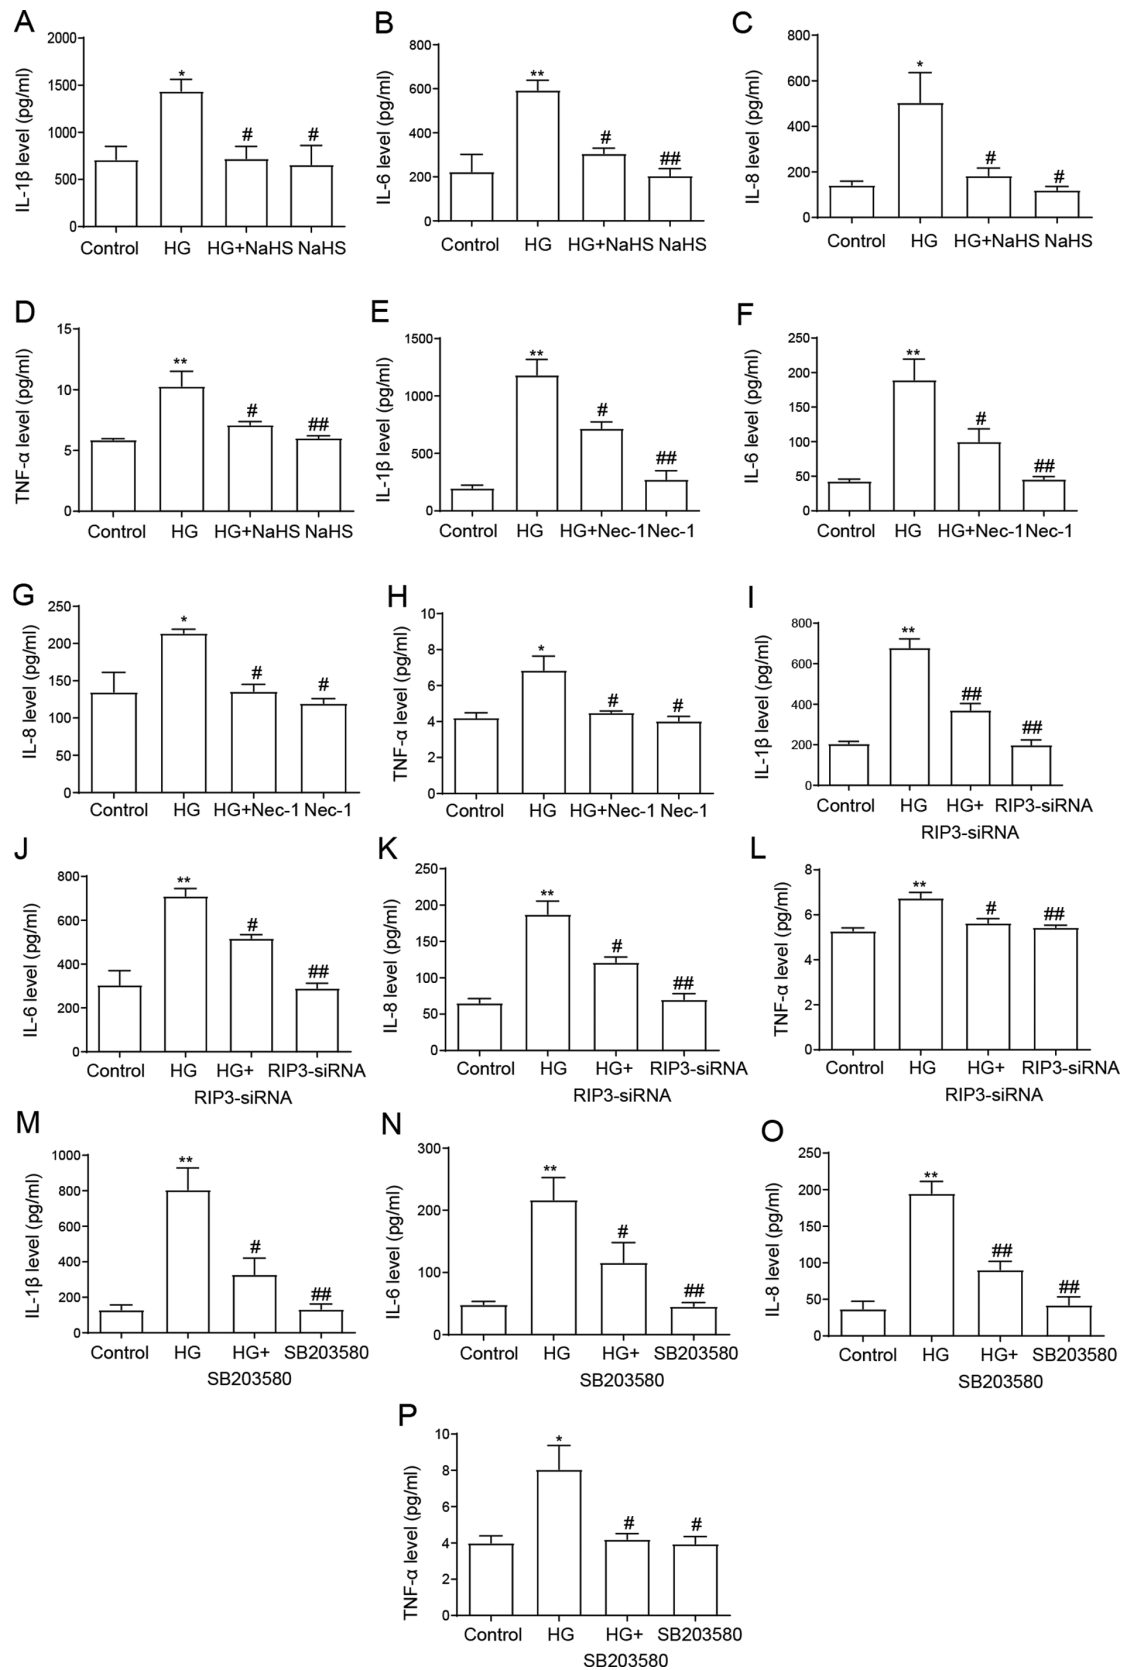 A
IL-1β level (pg/ml)
2000
1500
1000
500
0
*
#
#
Control HG HG+NaHS NaHS
B
IL-6 level (pg/ml)
800
600
400
200
0
**
#
##
Control HG HG+NaHS NaHS
C
IL-8 level (pg/ml)
800
600
400
200
0
*
#
#
Control HG HG+NaHS NaHS
D
TNF-α level (pg/ml)
15
10
5
0
**
#
##
Control HG HG+NaHS NaHS
E
IL-1β level (pg/ml)
1500
1000
500
0
**
#
##
Control HG HG+Nec-1 Nec-1
F
IL-6 level (pg/ml)
250
200
150
100
50
0
**
#
##
Control HG HG+Nec-1 Nec-1
G
IL-8 level (pg/ml)
250
200
150
100
50
0
*
#
#
Control HG HG+Nec-1 Nec-1
H
TNF-α level (pg/ml)
10
8
6
4
2
0
*
#
#
Control HG HG+Nec-1 Nec-1
I
IL-1β level (pg/ml)
800
600
400
200
0
**
##
##
Control HG HG+ RIP3-siRNA
RIP3-siRNA
J
IL-6 level (pg/ml)
800
600
400
200
0
**
#
##
Control HG HG+ RIP3-siRNA
RIP3-siRNA
K
IL-8 level (pg/ml)
250
200
150
100
50
0
**
#
##
Control HG HG+ RIP3-siRNA
RIP3-siRNA
L
TNF-α level (pg/ml)
8
6
4
2
0
**
#
##
Control HG HG+ RIP3-siRNA
RIP3-siRNA
M
IL-1β level (pg/ml)
1000
800
600
400
200
0
**
#
##
Control HG HG+ SB203580
SB203580
N
IL-6 level (pg/ml)
300
200
100
0
**
#
##
Control HG HG+ SB203580
SB203580
O
IL-8 level (pg/ml)
250
200
150
100
50
0
**
##
##
Control HG HG+ SB203580
SB203580
P
TNF-α level (pg/ml)
10
8
6
4
2
0
*
#
#
Control HG HG+ SB203580
SB203580